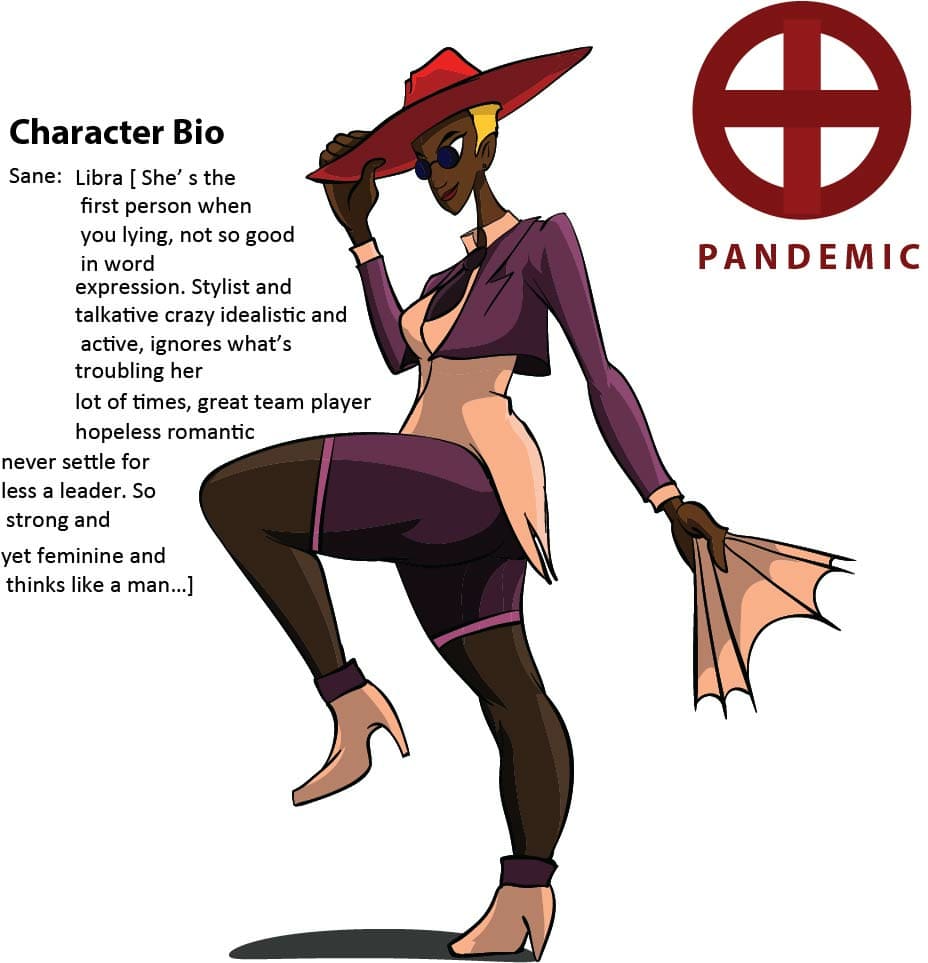 Character Bio
Sane: Libra [ She' s the
first person when
you lying, not so good
in word
expression. Stylist and
talkative crazy idealistic and
active, ignores what's
troubling her
lot of times, great team player
hopeless romantic
never settle for
less a leader. So
strong and
yet feminine and
thinks like a man...]
PANDEMIC